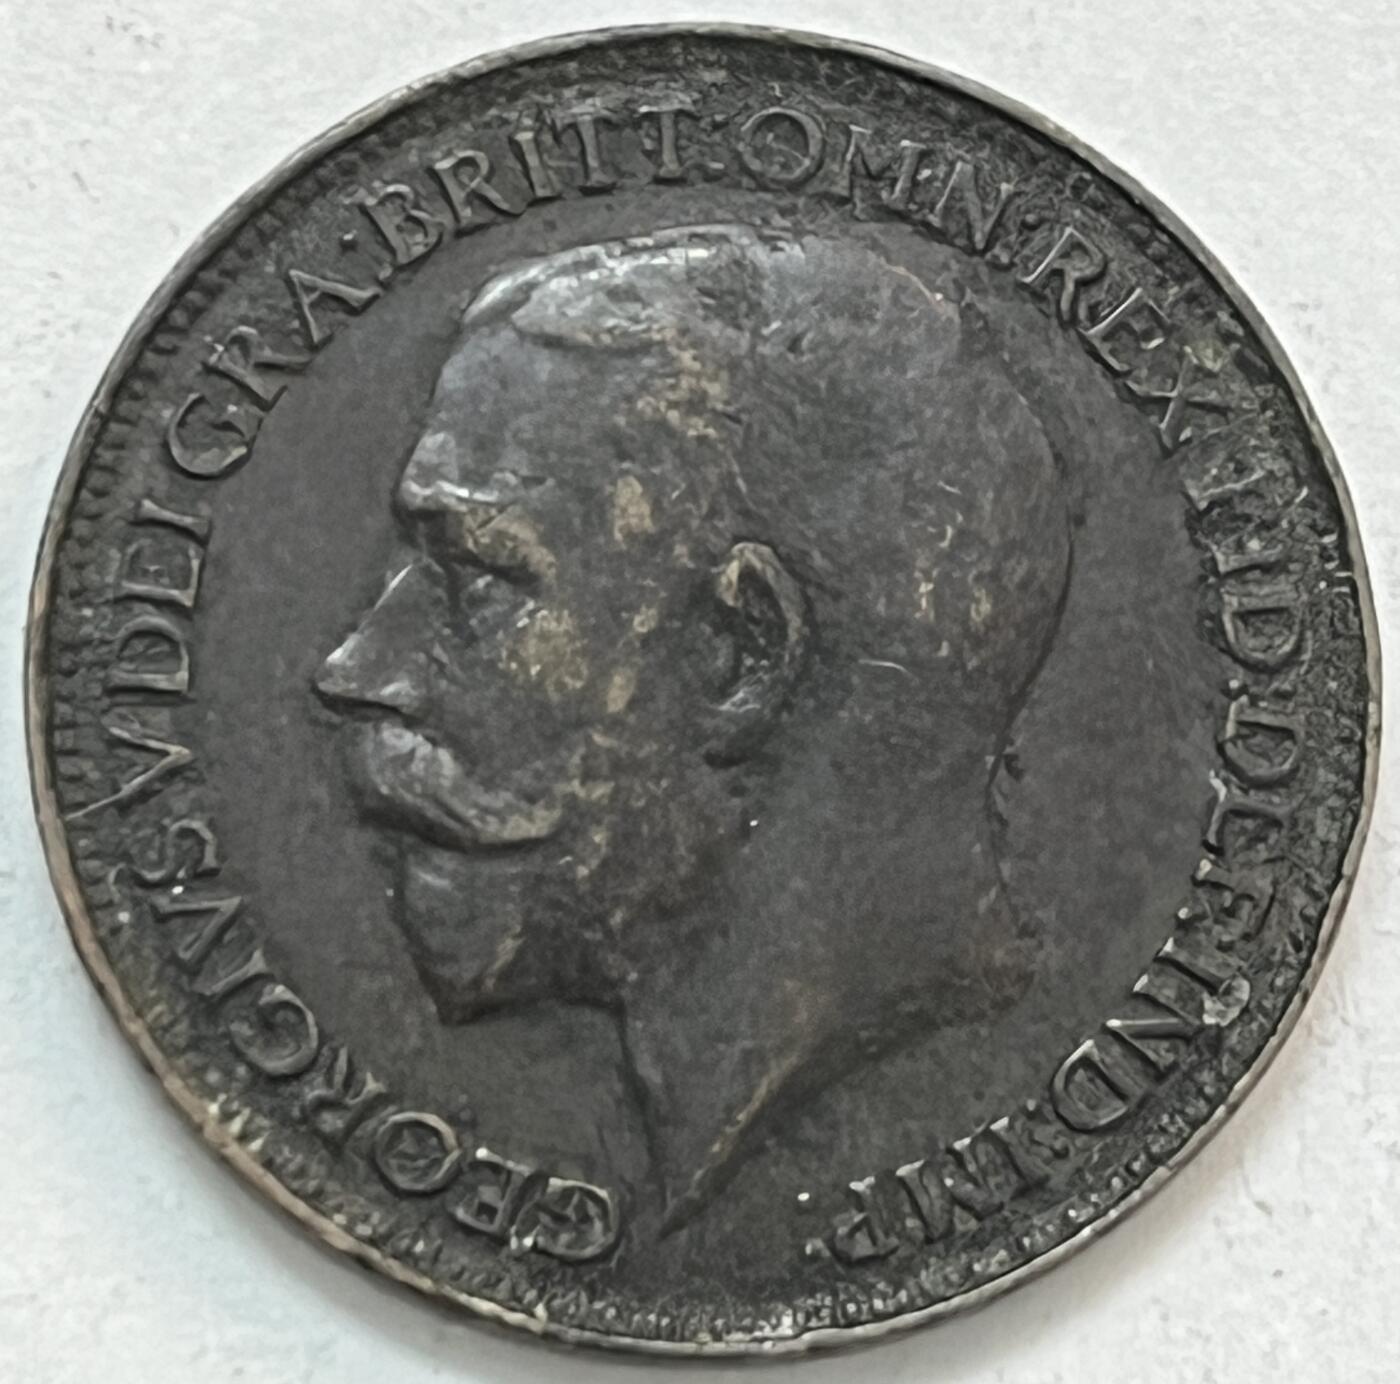 GEORGIVS V DEI GRA: BRITT: OMN: REX FID: DEF: IND: IMP: